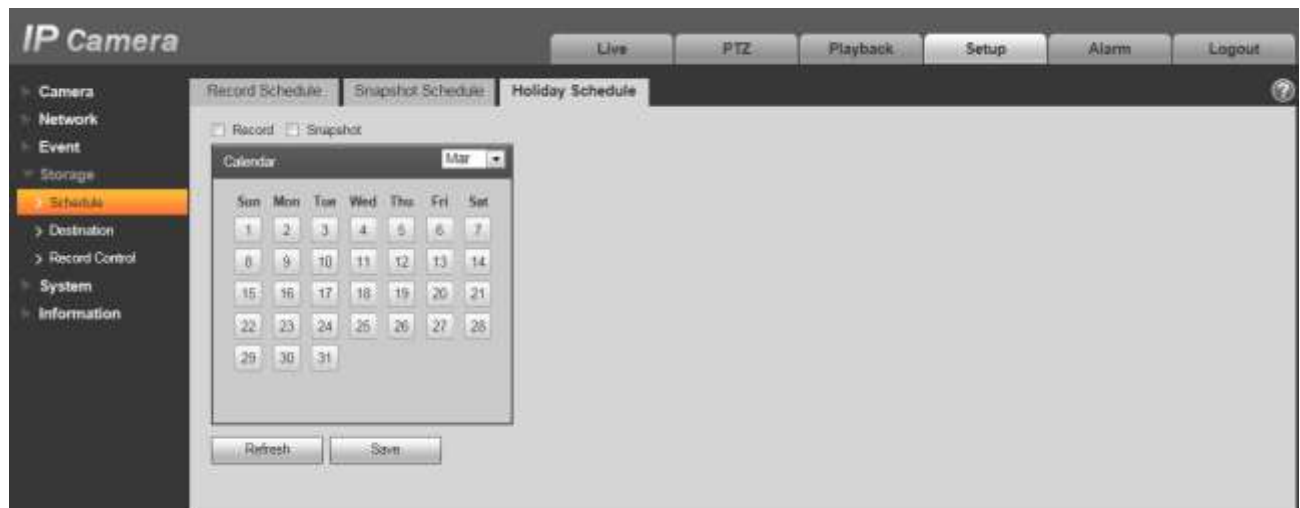 IP Camera
Live PTZ Playback Setup Alarm Logout
Camera
Network
Event
Storage
Schedule
Destination
Record Control
System
Information
Record Schedule Snapshot Schedule Holiday Schedule
?
Record Snapshot
Calendar Mar
Sun Mon Tue Wed Thu Fri Sat
1 2 3 4 5 6 7
8 9 10 11 12 13 14
15 16 17 18 19 20 21
22 23 24 25 26 27 28
29 30 31
Refresh Save